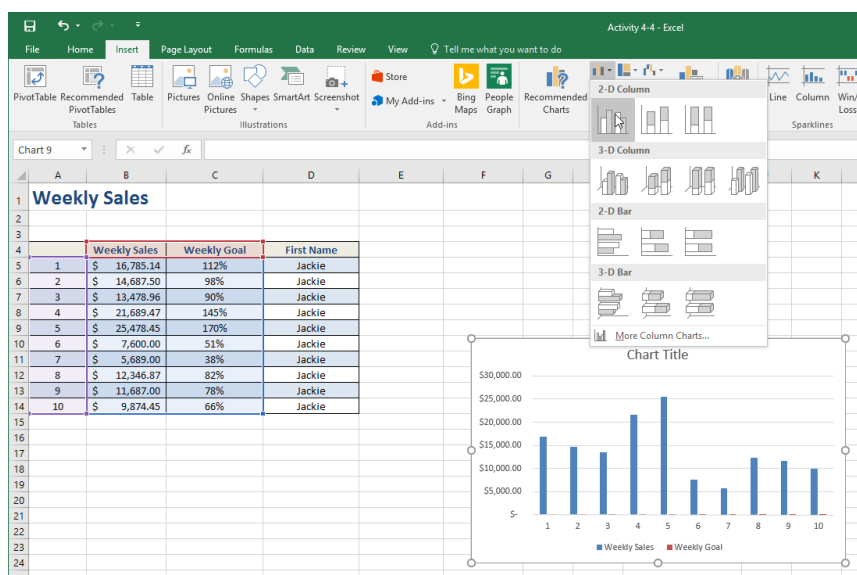 Activity 4-4 - Excel
File Home Insert Page Layout Formulas Data Review View Tell me what you want to do
PivotTable Recommended PivotTables Table Pictures Online Pictures Shapes SmartArt Screenshot Store My Add-ins Bing Maps People Graph Recommended Charts Line Column Win/Loss
Tables Illustrations Add-ins Sparklines
2-D Column
3-D Column
2-D Bar
3-D Bar
More Column Charts...
Chart 9 fx
A B C D E F G K
1 Weekly Sales
2
3
4 Weekly Sales Weekly Goal First Name
5 1 $ 16,785.14 112% Jackie
6 2 $ 14,687.50 98% Jackie
7 3 $ 13,478.96 90% Jackie
8 4 $ 21,689.47 145% Jackie
9 5 $ 25,478.45 170% Jackie
10 6 $ 7,600.00 51% Jackie
11 7 $ 5,689.00 38% Jackie
12 8 $ 12,346.87 82% Jackie
13 9 $ 11,687.00 78% Jackie
14 10 $ 9,874.45 66% Jackie
15
16
17
18
19
20
21
22
23
24
Chart Title
$30,000.00
$25,000.00
$20,000.00
$15,000.00
$10,000.00
$5,000.00
$-
1 2 3 4 5 6 7 8 9 10
Weekly Sales Weekly Goal